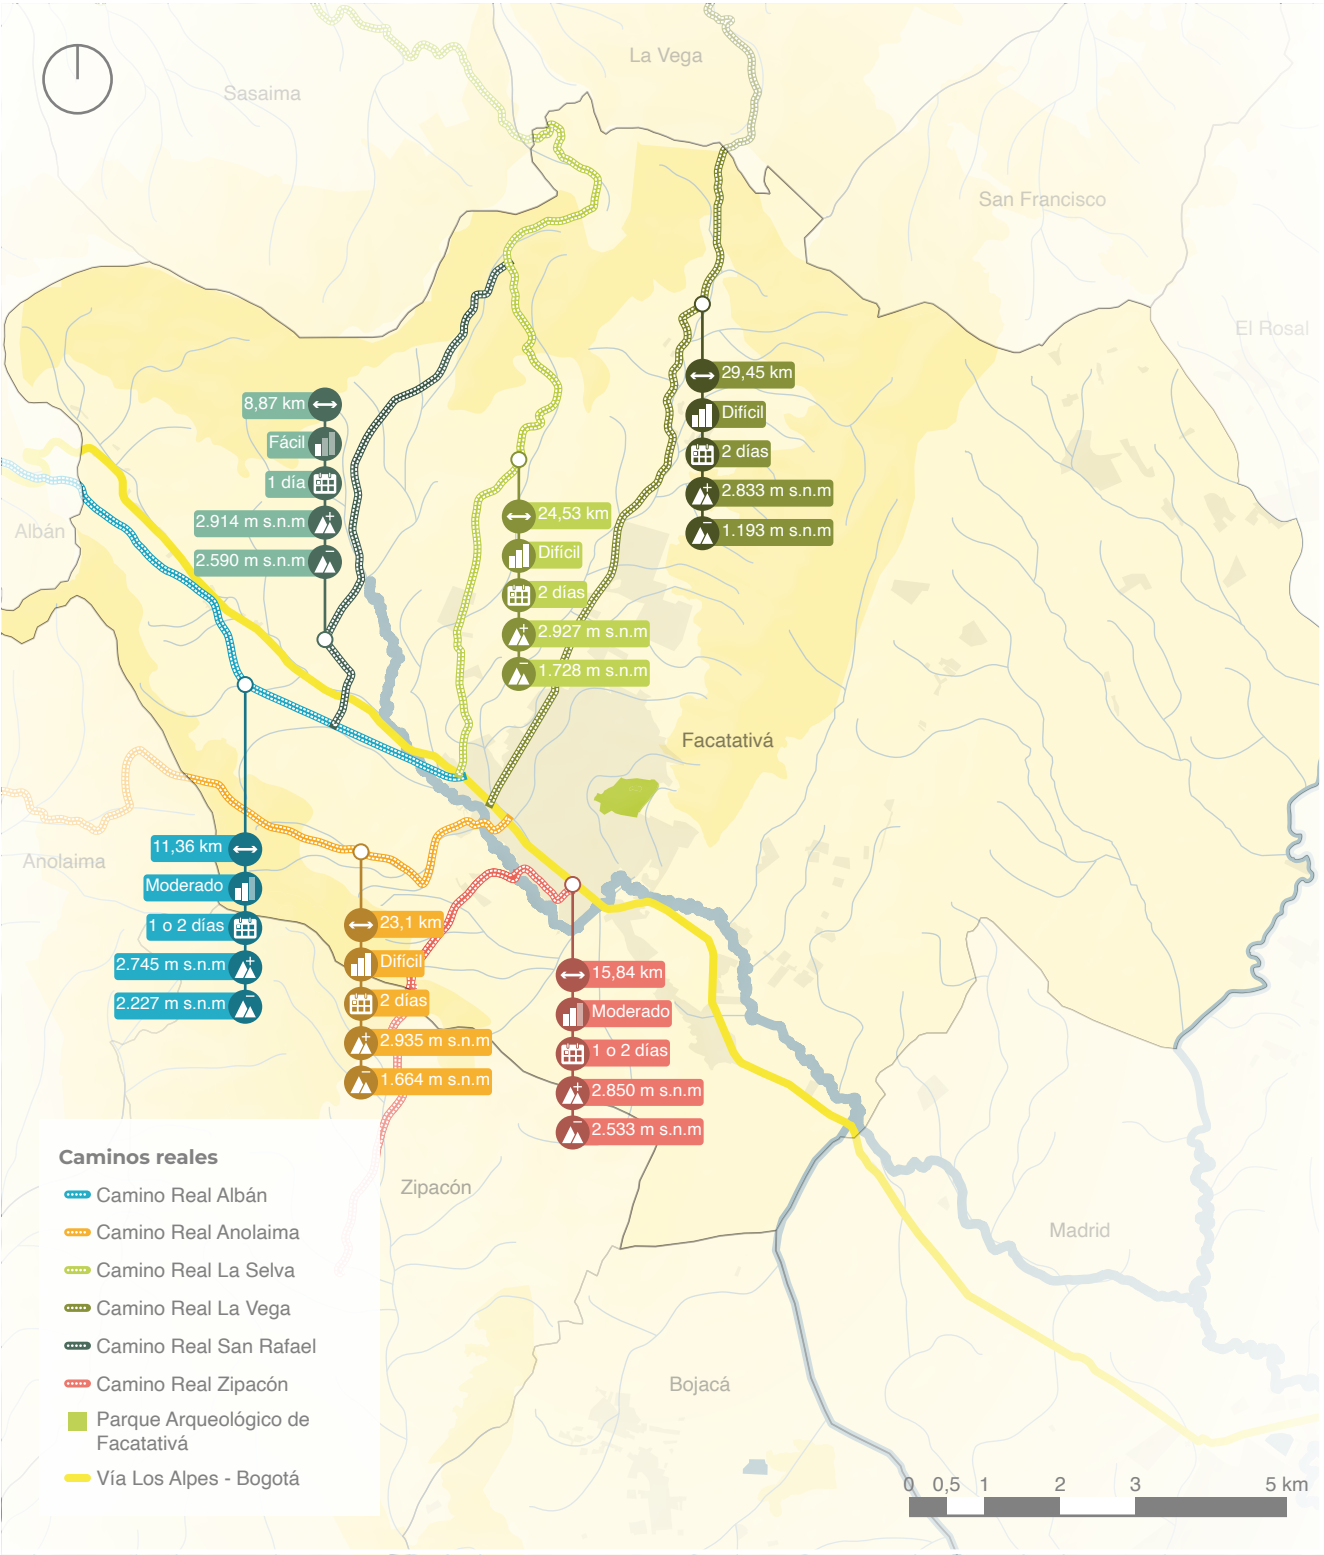 La Vega
Sasaima
San Francisco
El Rosal
29,45 km
Difícil
2 días
2.833 m s.n.m
1.193 m s.n.m
8,87 km
Fácil
1 día
2.914 m s.n.m
2.590 m s.n.m
24,53 km
Difícil
2 días
2.927 m s.n.m
1.728 m s.n.m
Albán
Facatativá
Anolaima
11,36 km
Moderado
1 o 2 días
2.745 m s.n.m
2.227 m s.n.m
23,1 km
Difícil
2 días
2.935 m s.n.m
1.664 m s.n.m
15,84 km
Moderado
1 o 2 días
2.850 m s.n.m
2.533 m s.n.m
Zipacón
Madrid
Bojacá
Caminos reales
Camino Real Albán
Camino Real Anolaima
Camino Real La Selva
Camino Real La Vega
Camino Real San Rafael
Camino Real Zipacón
Parque Arqueológico de
Facatativá
Vía Los Alpes - Bogotá
0 0,5 1 2 3 5 km